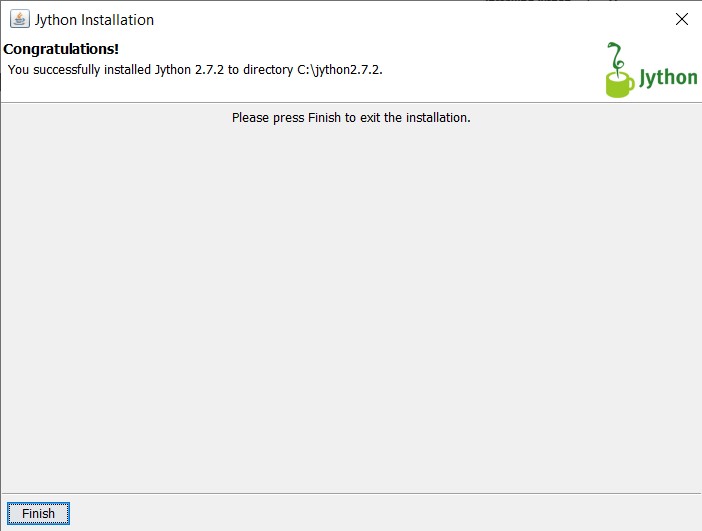 Jython Installation
Congratulations!
You successfully installed Jython 2.7.2 to directory C:\jython2.7.2.
Jython
Please press Finish to exit the installation.
Finish